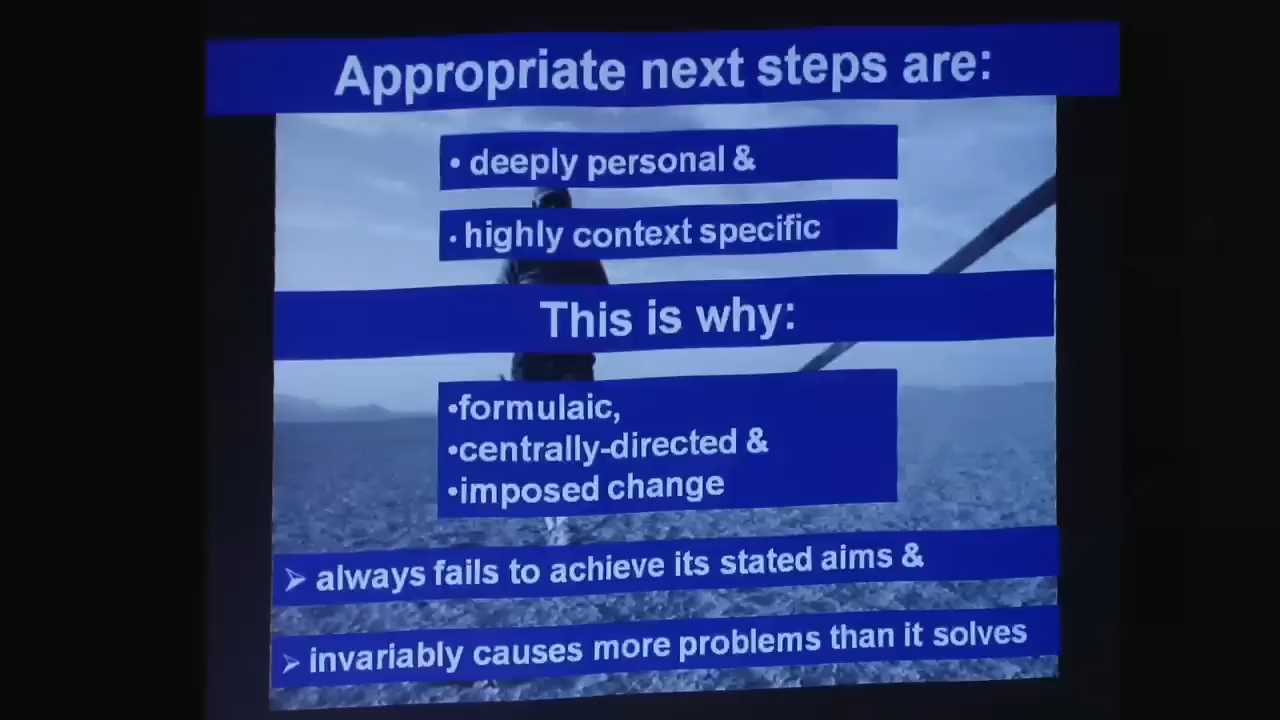 Appropriate next steps are:
• deeply personal &
• highly context specific
This is why:
•formulaic,
•centrally-directed &
•imposed change
➢ always fails to achieve its stated aims &
➢ invariably causes more problems than it solves